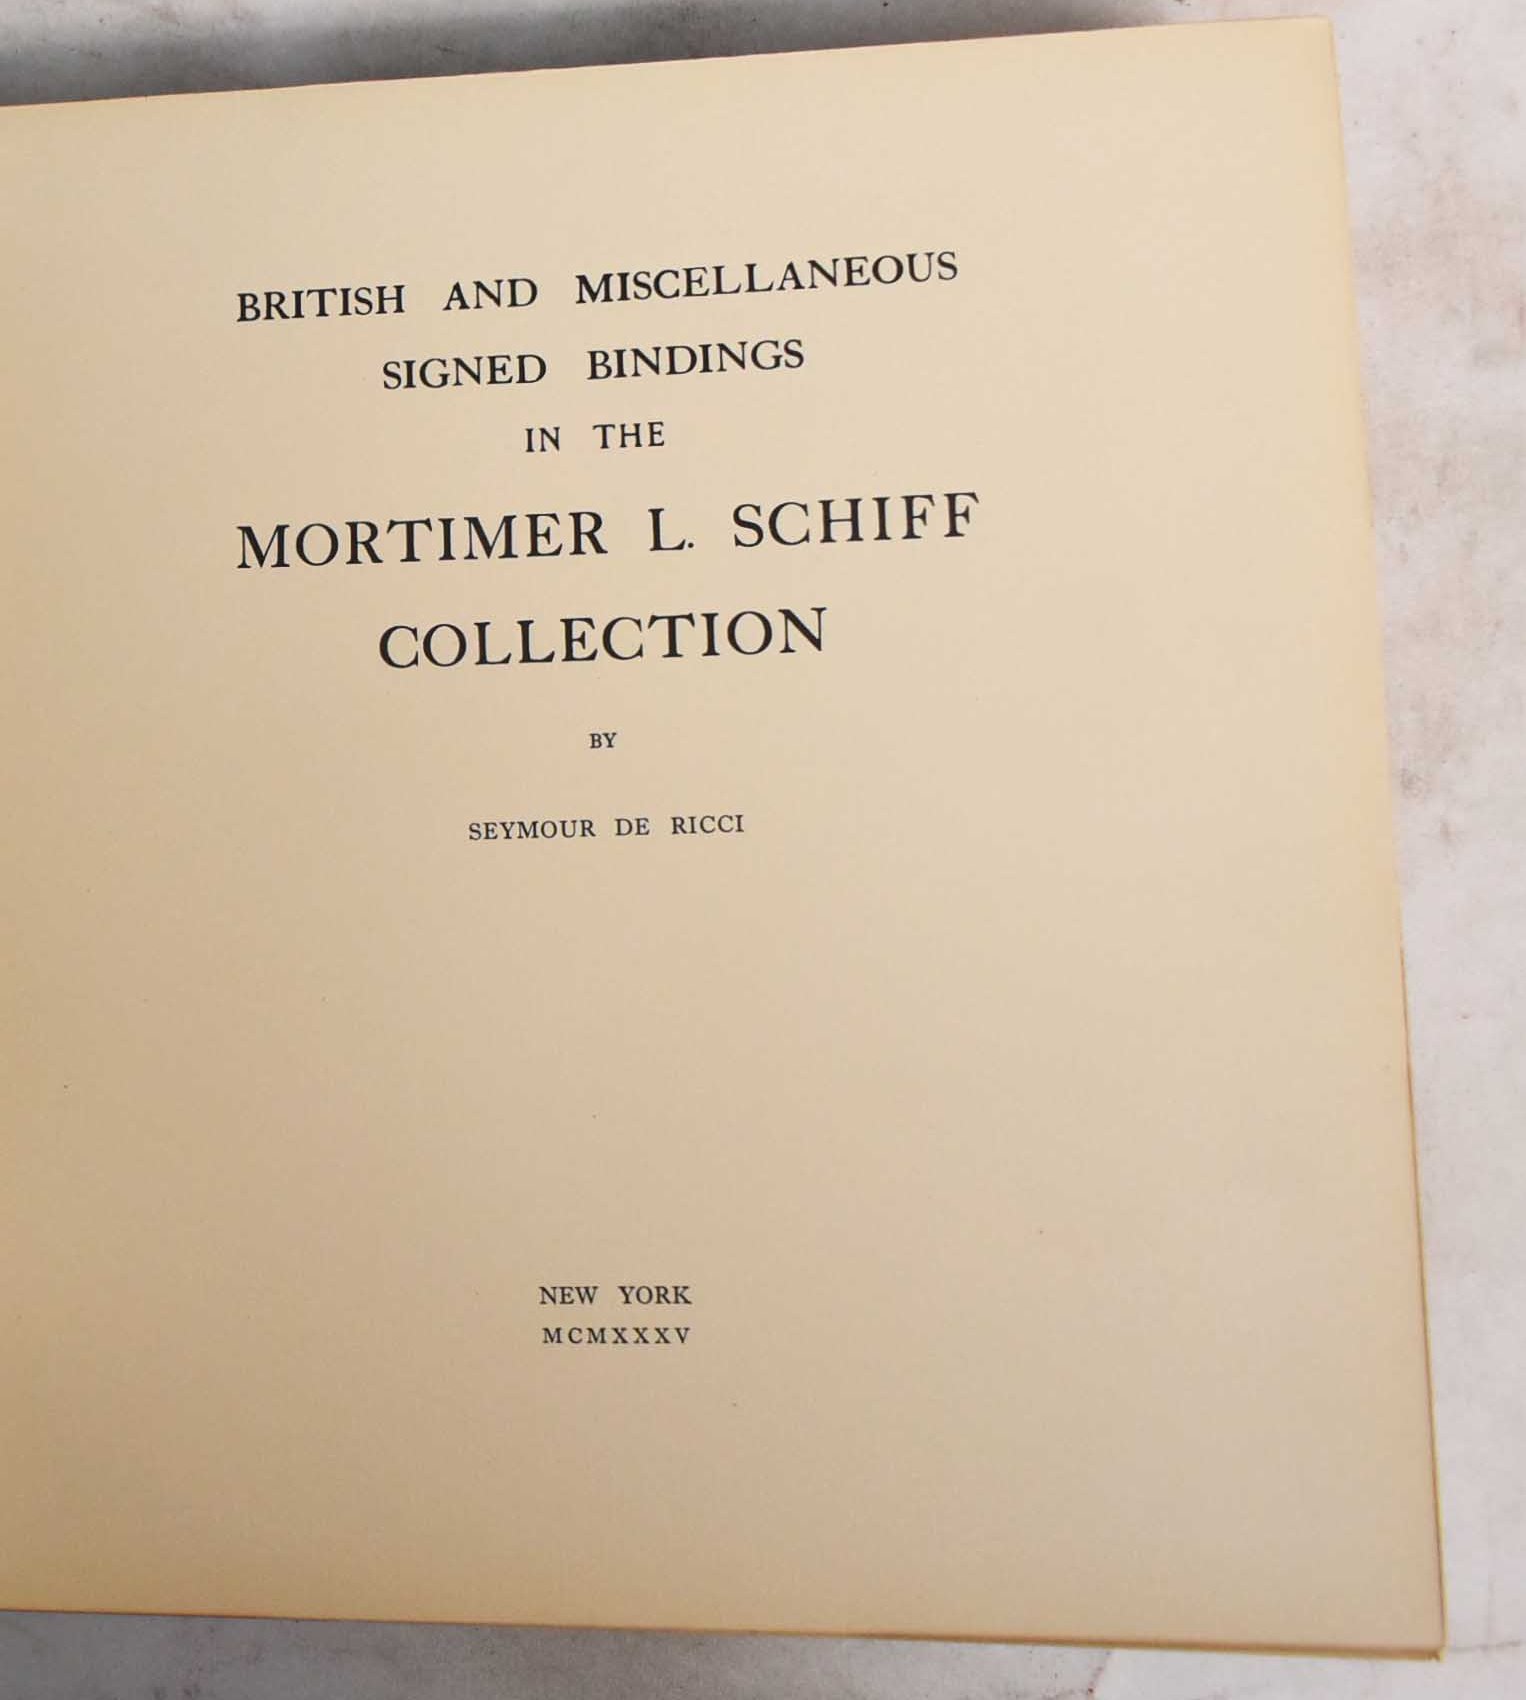 BRITISH AND MISCELLANEOUS
SIGNED BINDINGS
IN THE
MORTIMER L. SCHIFF
COLLECTION
BY
SEYMOUR DE RICCI
NEW YORK
MCMXXXV